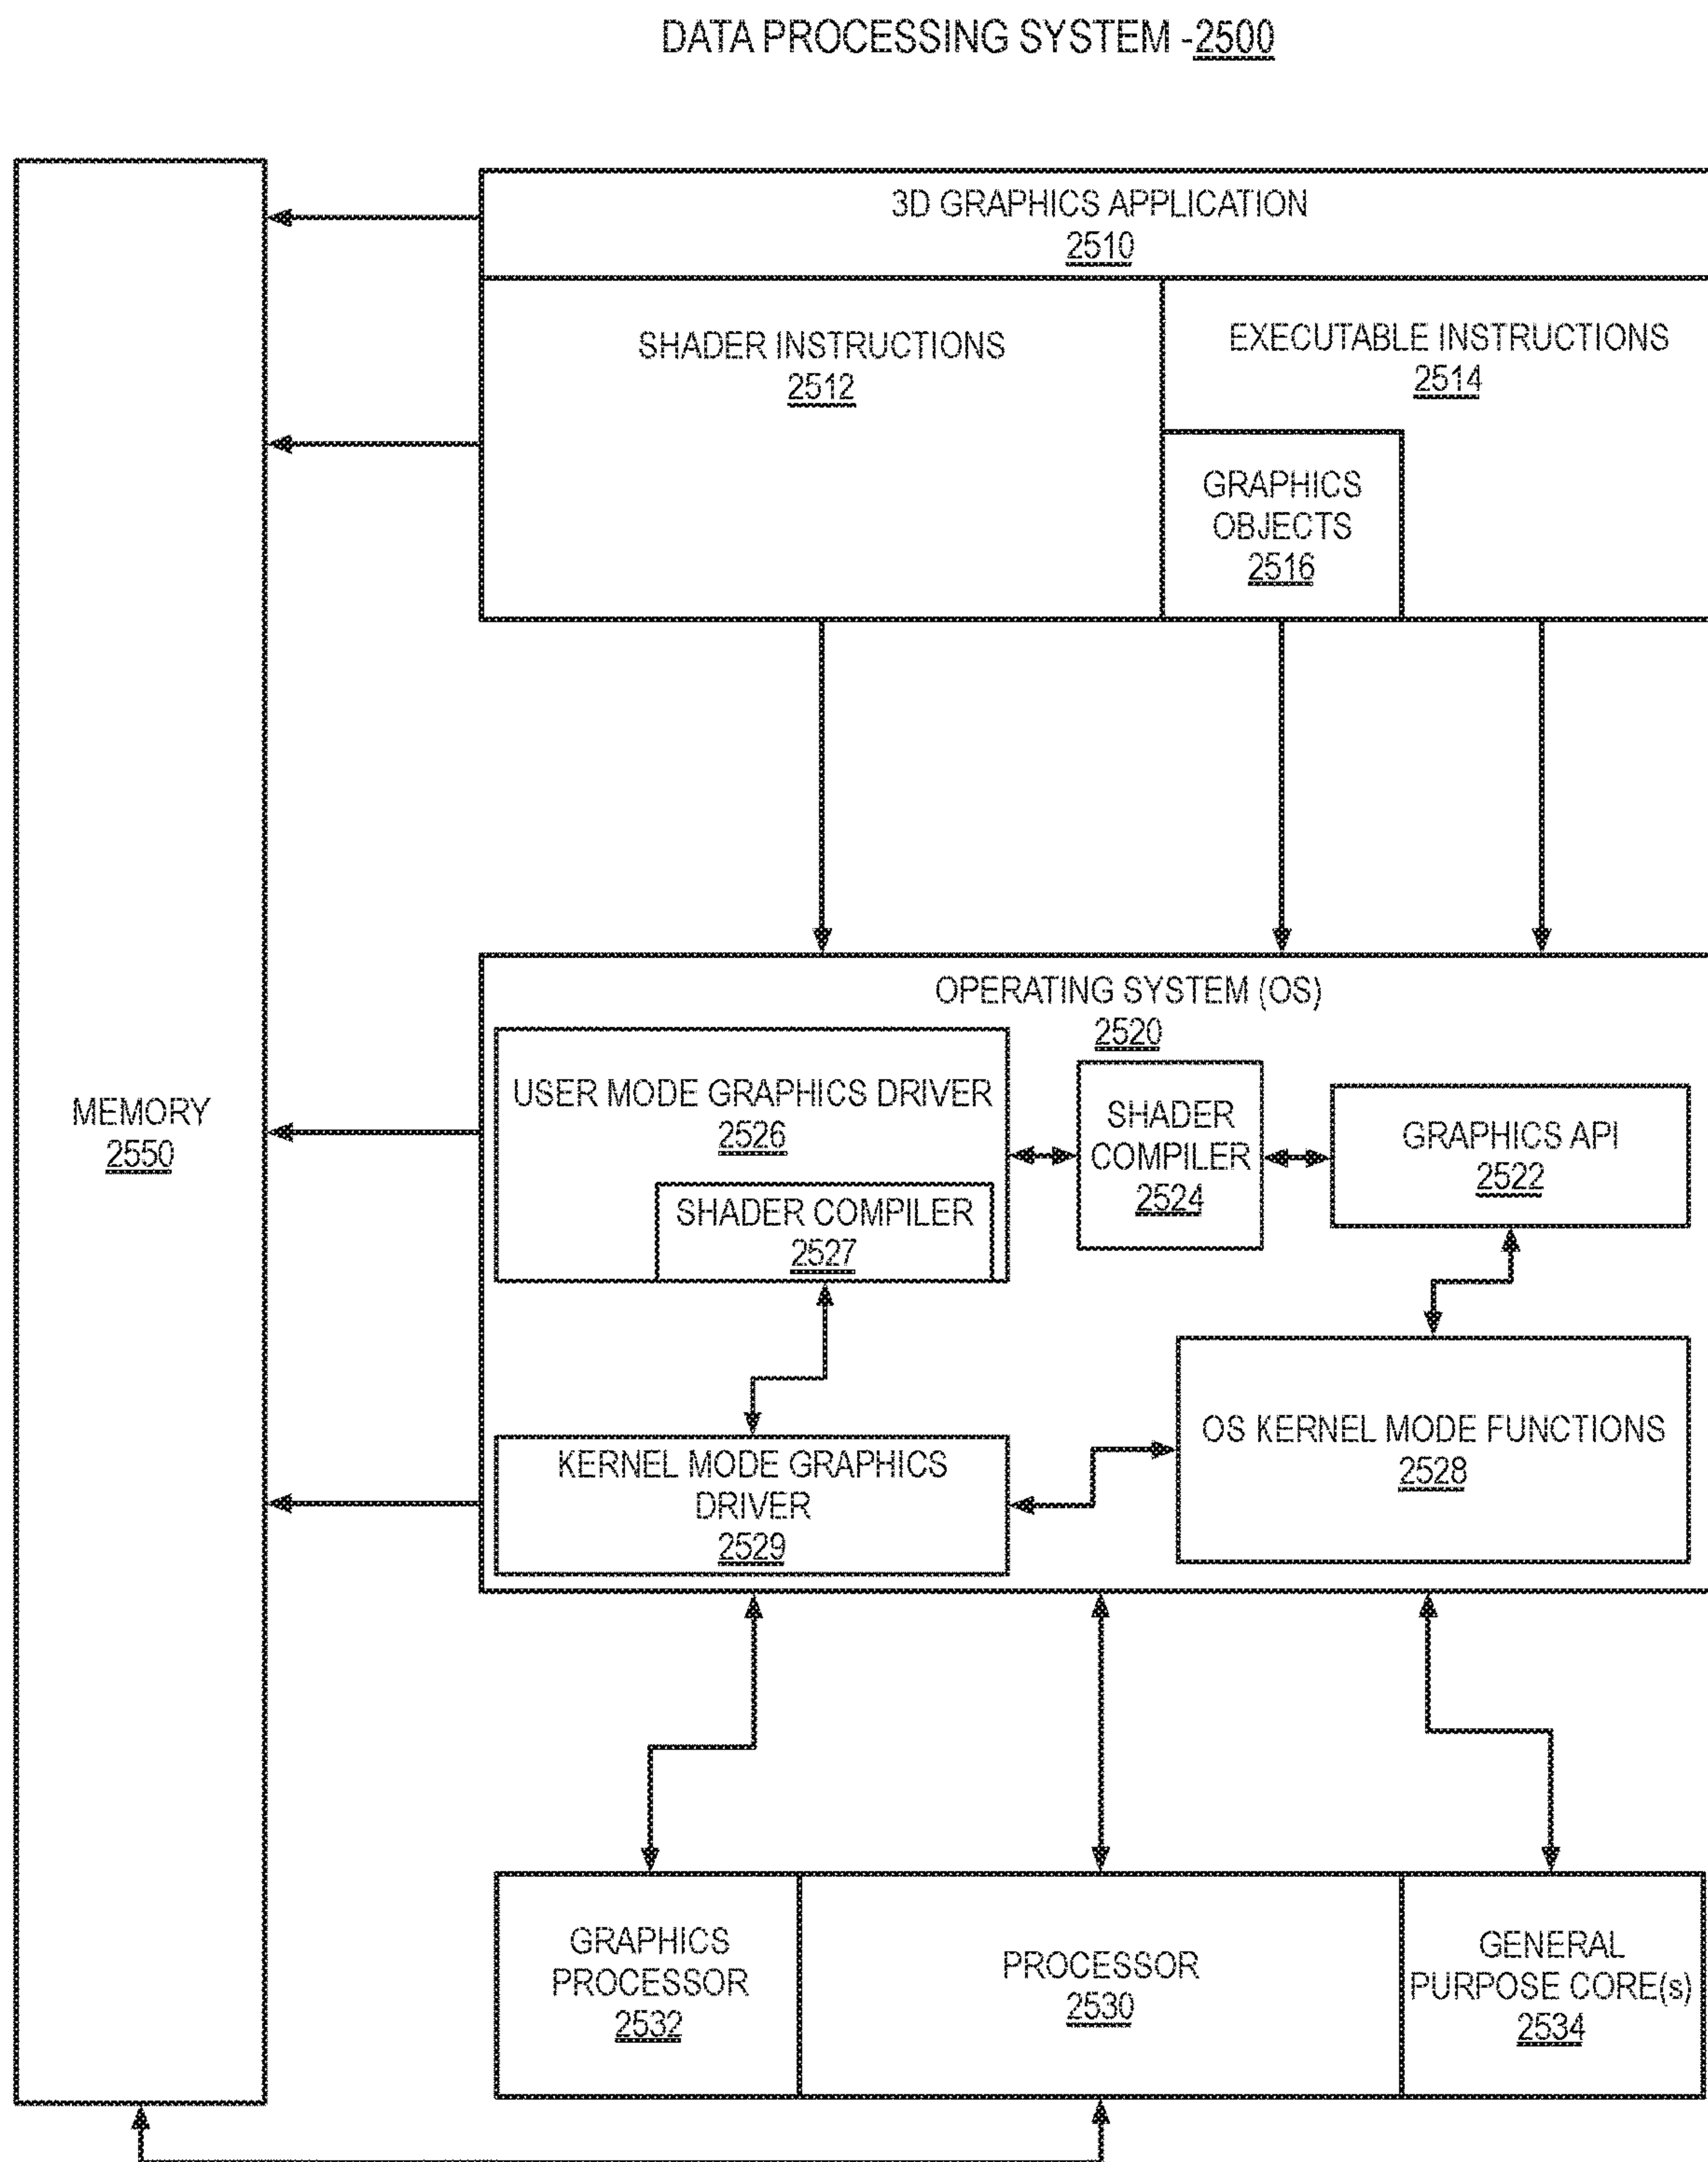 DATA PROCESSING SYSTEM -2500
3D GRAPHICS APPLICATION
2510
SHADER INSTRUCTIONS
2512
EXECUTABLE INSTRUCTIONS
2514
GRAPHICS
OBJECTS
2516
MEMORY
2550
OPERATING SYSTEM (OS)
2520
USER MODE GRAPHICS DRIVER
2526
SHADER COMPILER
2527
SHADER
COMPILER
2524
GRAPHICS API
2522
KERNEL MODE GRAPHICS
DRIVER
2529
OS KERNEL MODE FUNCTIONS
2528
GRAPHICS
PROCESSOR
2532
PROCESSOR
2530
GENERAL
PURPOSE CORE(s)
2534